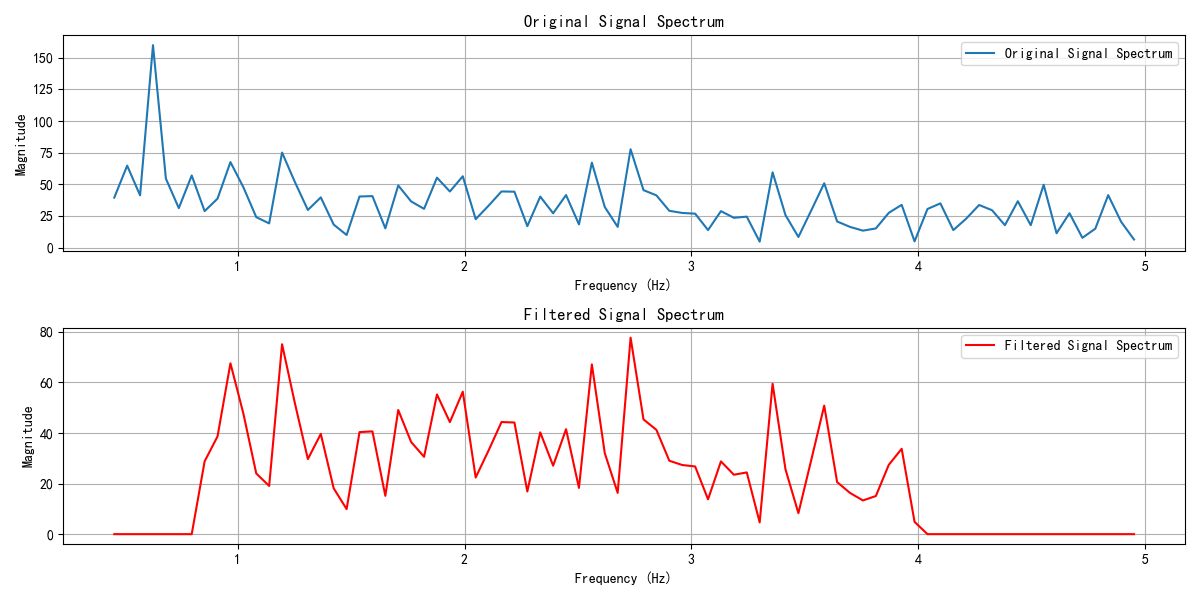 Original Signal Spectrum
Original Signal Spectrum
Magnitude
150
125
100
75
50
25
0
1 2 3 4 5
Frequency (Hz)
Filtered Signal Spectrum
Filtered Signal Spectrum
Magnitude
80
60
40
20
0
1 2 3 4 5
Frequency (Hz)